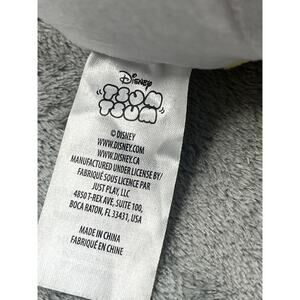 Disney
TSUM
TSUM
© DISNEY
WWW.DISNEY.COM
WWW.DISNEY.CA
MANUFACTURED UNDER LICENSE BY/
FABRIQUÉ SOUS LICENCE PAR
JUST PLAY, LLC
4850 T-REX AVE, SUITE 100,
BOCA RATON, FL 33431, USA
MADE IN CHINA
FABRIQUÉ EN CHINE